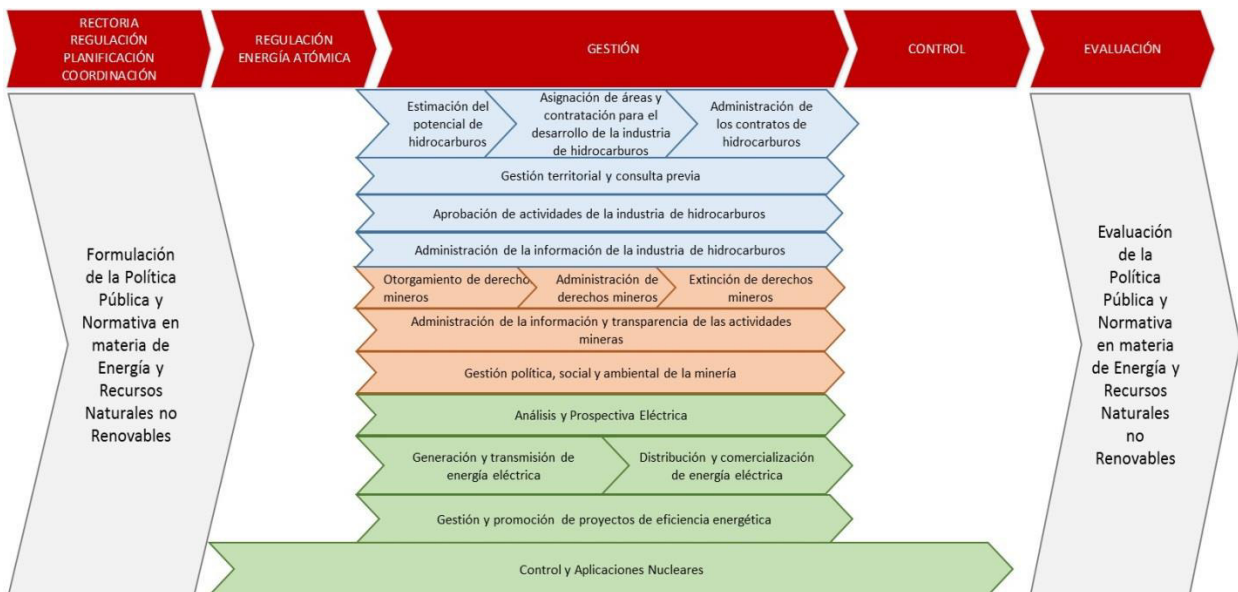 RECTORIA
REGULACIÓN
PLANIFICACIÓN
COORDINACIÓN
REGULACIÓN
ENERGÍA ATÓMICA
GESTIÓN
CONTROL
EVALUACIÓN
Formulación
de la Política
Pública y
Normativa en
materia de
Energía y
Recursos
Naturales no
Renovables
Estimación del
potencial de
hidrocarburos
Asignación de áreas y
contratación para el
desarrollo de la industria
de hidrocarburos
Administración de
los contratos de
hidrocarburos
Gestión territorial y consulta previa
Aprobación de actividades de la industria de hidrocarburos
Administración de la información de la industria de hidrocarburos
Otorgamiento de derecho
mineros
Administración de
derechos mineros
Extinción de derechos
mineros
Administración de la información y transparencia de las actividades
mineras
Gestión política, social y ambiental de la minería
Análisis y Prospectiva Eléctrica
Generación y transmisión de
energía eléctrica
Distribución y comercialización
de energía eléctrica
Gestión y promoción de proyectos de eficiencia energética
Control y Aplicaciones Nucleares
Evaluación
de la
Política
Pública y
Normativa
en materia
de Energía y
Recursos
Naturales
no
Renovables